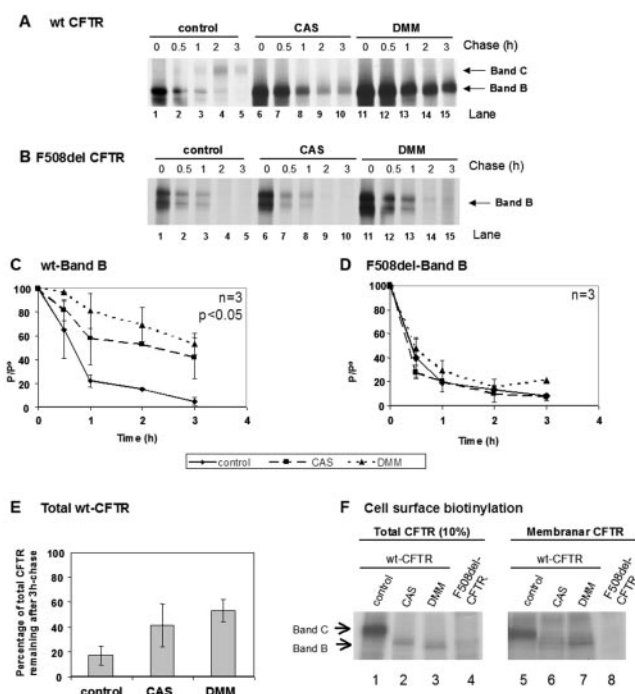 A wt CFTR
control CAS DMM
0 0.5 1 2 3 0 0.5 1 2 3 0 0.5 1 2 3 Chase (h)
Band C
Band B
1 2 3 4 5 6 7 8 9 10 11 12 13 14 15 Lane
B F508del CFTR
control CAS DMM
0 0.5 1 2 3 0 0.5 1 2 3 0 0.5 1 2 3 Chase (h)
Band B
1 2 3 4 5 6 7 8 9 10 11 12 13 14 15 Lane
C wt-Band B
n=3
p<0.05
100
80
60
40
20
0
0 1 2 3 4
Time (h)
D F508del-Band B
n=3
100
80
60
40
20
0
0 1 2 3 4
Time (h)
control CAS DMM
E Total wt-CFTR
Percentage of total CFTR
remaining after 3h-chase
100
80
60
40
20
0
control CAS DMM
F Cell surface biotinylation
Total CFTR (10%) Membranar CFTR
wt-CFTR wt-CFTR
control CAS DMM F508del-CFTR control CAS DMM F508del-CFTR
Band C
Band B
1 2 3 4 5 6 7 8